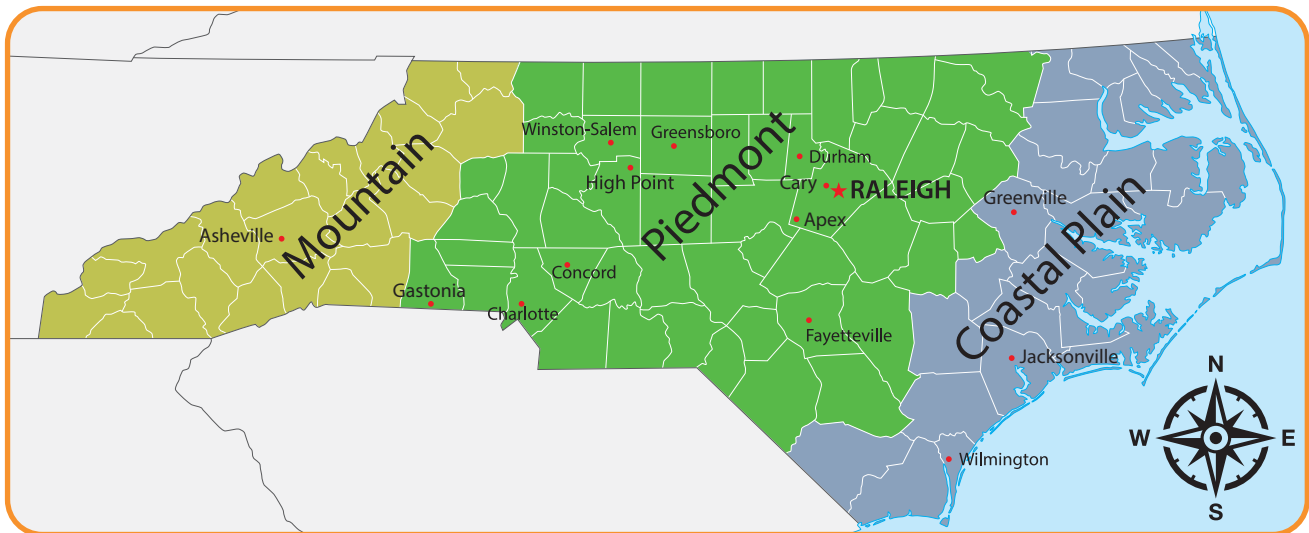 Winston-Salem
Greensboro
High Point
Durham
Cary
RALEIGH
Apex
Greenville
Asheville
Mountain
Piedmont
Coastal Plain
Concord
Gastonia
Charlotte
Fayetteville
Jacksonville
Wilmington
N
W
E
S